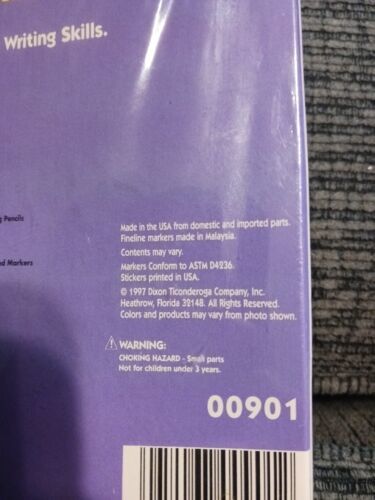 Writing Skills.
Pencils
Markers
Made in the USA from domestic and imported parts.
Fineline markers made in Malaysia.
Contents may vary.
Markers Conform to ASTM D4236.
Stickers printed in USA.
© 1997 Dixon Ticonderoga Company, Inc.
Heathrow, Florida 32148. All Rights Reserved.
Colors and products may vary from photo shown.
WARNING:
CHOKING HAZARD - Small parts
Not for children under 3 years.
00901